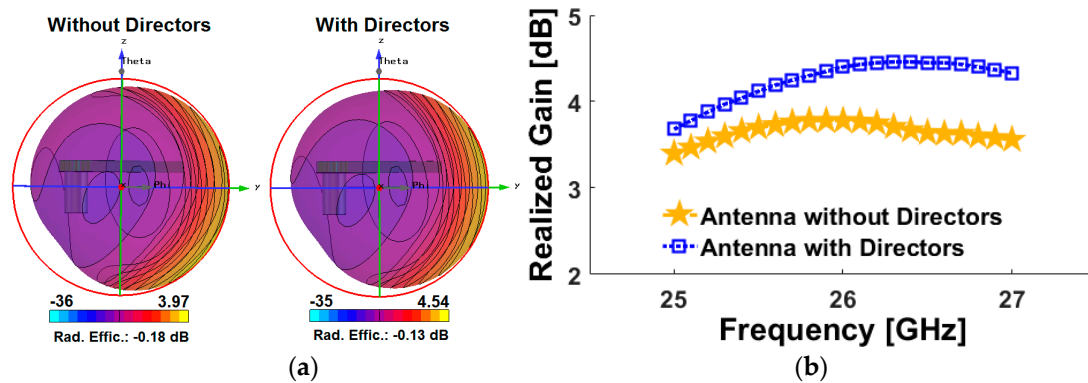 Without Directors
With Directors
z
Theta
Phi
x
y
-36
3.97
Rad. Effic.: -0.18 dB
z
Theta
Phi
x
y
-35
4.54
Rad. Effic.: -0.13 dB
(a)
Realized Gain [dB]
5
4
3
2
Antenna without Directors
Antenna with Directors
25
26
27
Frequency [GHz]
(b)